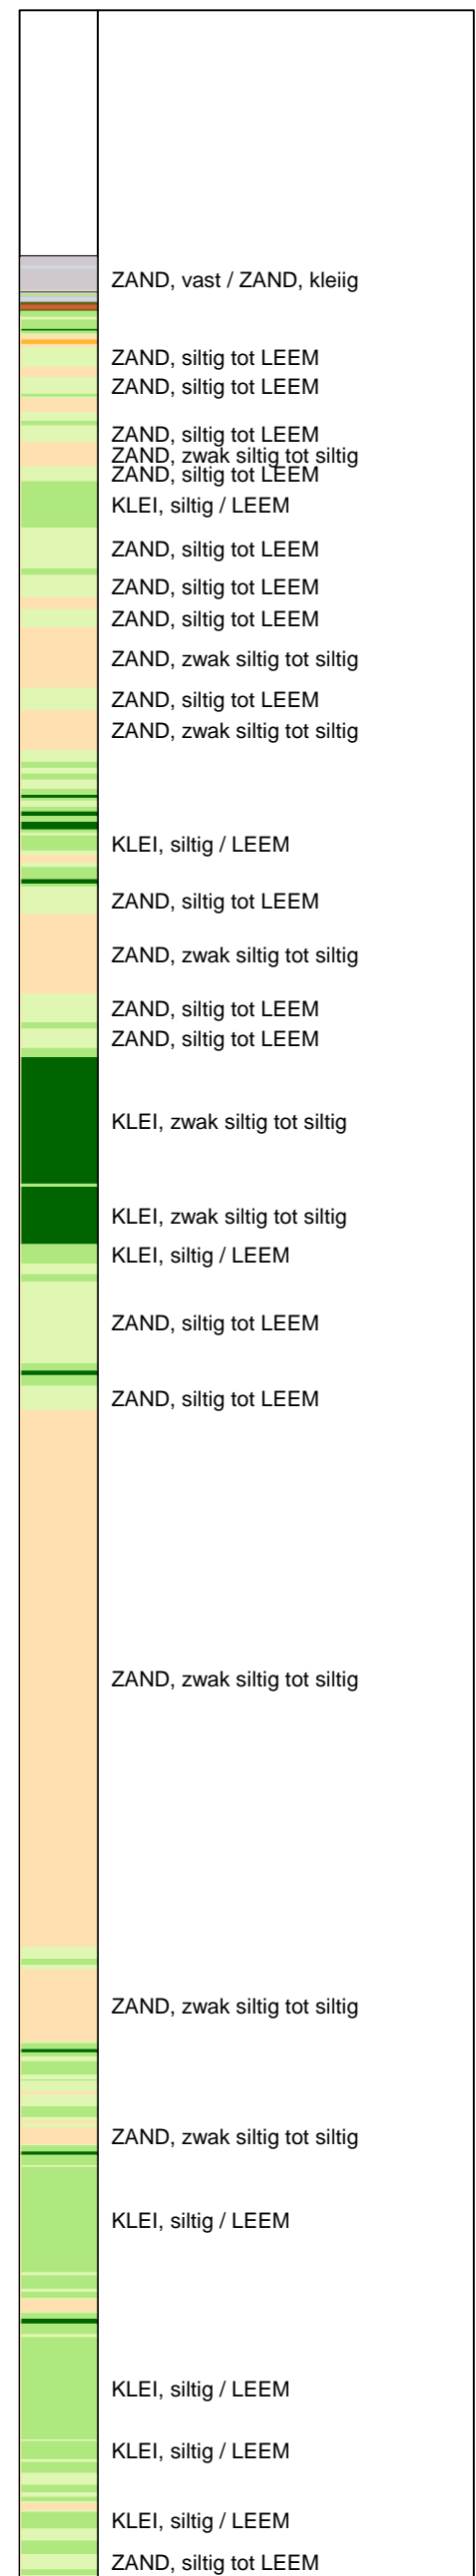 ZAND, vast / ZAND, kleiig
ZAND, siltig tot LEEM
ZAND, siltig tot LEEM
ZAND, siltig tot LEEM
ZAND, zwak siltig tot siltig
ZAND, siltig tot LEEM
KLEI, siltig / LEEM
ZAND, siltig tot LEEM
ZAND, siltig tot LEEM
ZAND, siltig tot LEEM
ZAND, zwak siltig tot siltig
ZAND, siltig tot LEEM
ZAND, zwak siltig tot siltig
KLEI, siltig / LEEM
ZAND, siltig tot LEEM
ZAND, zwak siltig tot siltig
ZAND, siltig tot LEEM
ZAND, siltig tot LEEM
KLEI, zwak siltig tot siltig
KLEI, zwak siltig tot siltig
KLEI, siltig / LEEM
ZAND, siltig tot LEEM
ZAND, siltig tot LEEM
ZAND, zwak siltig tot siltig
ZAND, zwak siltig tot siltig
ZAND, zwak siltig tot siltig
KLEI, siltig / LEEM
KLEI, siltig / LEEM
KLEI, siltig / LEEM
KLEI, siltig / LEEM
ZAND, siltig tot LEEM